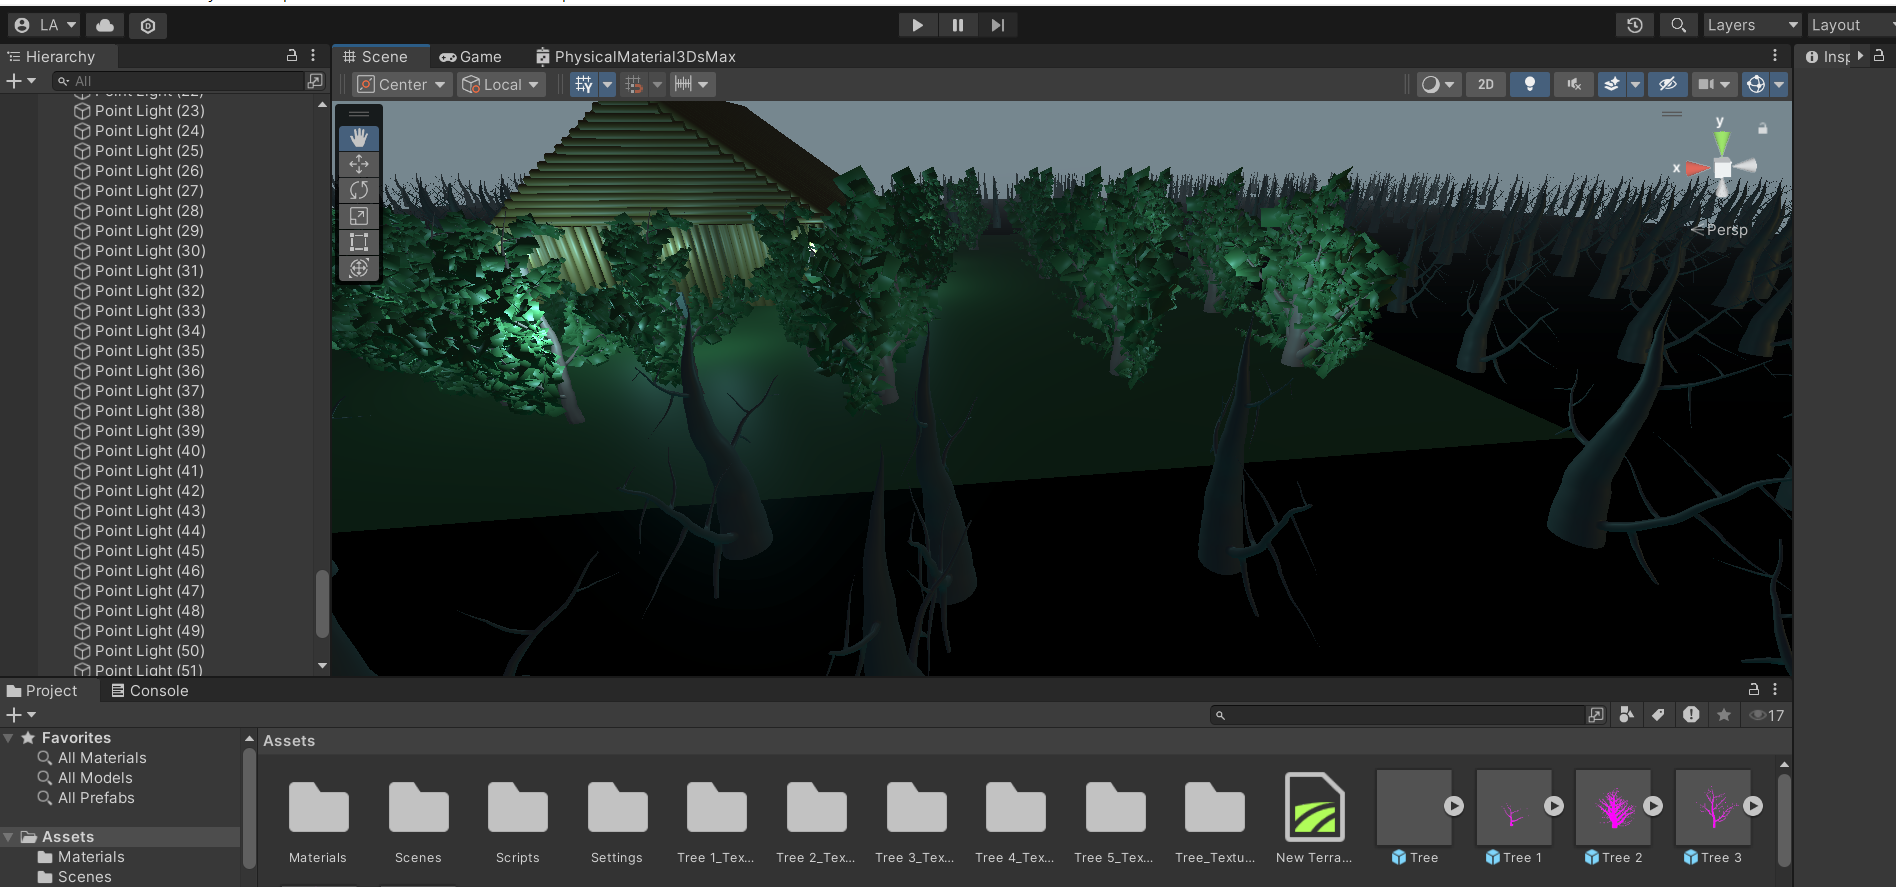 LA
Layers
Layout
Hierarchy
Scene
Game
PhysicalMaterial3DsMax
Insp
All
Center
Local
2D
Point Light (22)
Point Light (23)
Point Light (24)
Point Light (25)
Point Light (26)
Point Light (27)
Point Light (28)
Point Light (29)
Point Light (30)
Point Light (31)
Point Light (32)
Point Light (33)
Point Light (34)
Point Light (35)
Point Light (36)
Point Light (37)
Point Light (38)
Point Light (39)
Point Light (40)
Point Light (41)
Point Light (42)
Point Light (43)
Point Light (44)
Point Light (45)
Point Light (46)
Point Light (47)
Point Light (48)
Point Light (49)
Point Light (50)
Point Light (51)
y
x
Persp
Project
Console
17
Favorites
All Materials
All Models
All Prefabs
Assets
Materials
Scenes
Assets
Materials
Scenes
Scripts
Settings
Tree 1_Tex...
Tree 2_Tex...
Tree 3_Tex...
Tree 4_Tex...
Tree 5_Tex...
Tree_Textu...
New Terra...
Tree
Tree 1
Tree 2
Tree 3